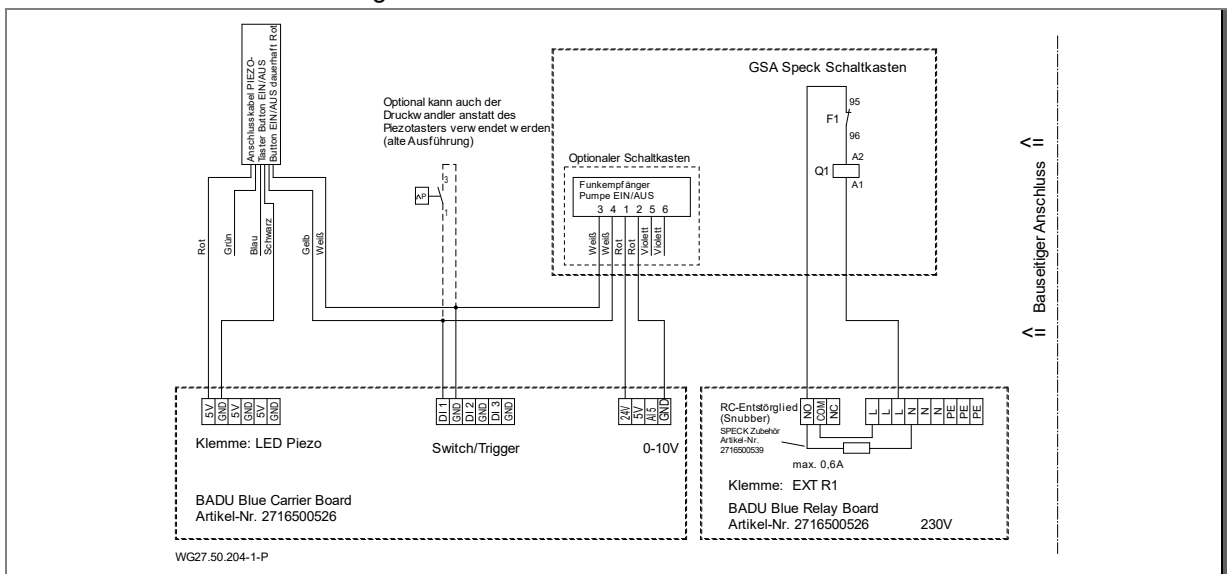 Anschlusskabel PIEZO-
Taster Button EIN/AUS
Button EIN/AUS dauerhaft Rot
Optional kann auch der
Druckwandler anstatt des
Piezotasters verwendet werden
(alte Ausführung)
3
P
1
GSA Speck Schaltkasten
Optionaler Schaltkasten
Funkempfänger
Pumpe EIN/AUS
3 4 1 2 5 6
Weiß
Weiß
Rot
Rot
Violett
Violett
95
F1
96
A2
Q1
A1
Bauseitiger Anschluss
Rot
Grün
Blau
Schwarz
Gelb
Weiß
5V
GND
5V
GND
5V
GND
Klemme: LED Piezo
DI 1
GND
DI 2
GND
DI 3
GND
Switch/Trigger
24V
5V
AI 5
GND
0-10V
BADU Blue Carrier Board
Artikel-Nr. 2716500526
RC-Entstörglied
(Snubber)
SPECK Zubehör
Artikel-Nr.
2716500539
NO
COM
NC
L
L
L
N
N
N
PE
PE
PE
max. 0,6A
Klemme: EXT R1
BADU Blue Relay Board
Artikel-Nr. 2716500526 230V
WG27.50.204-1-P